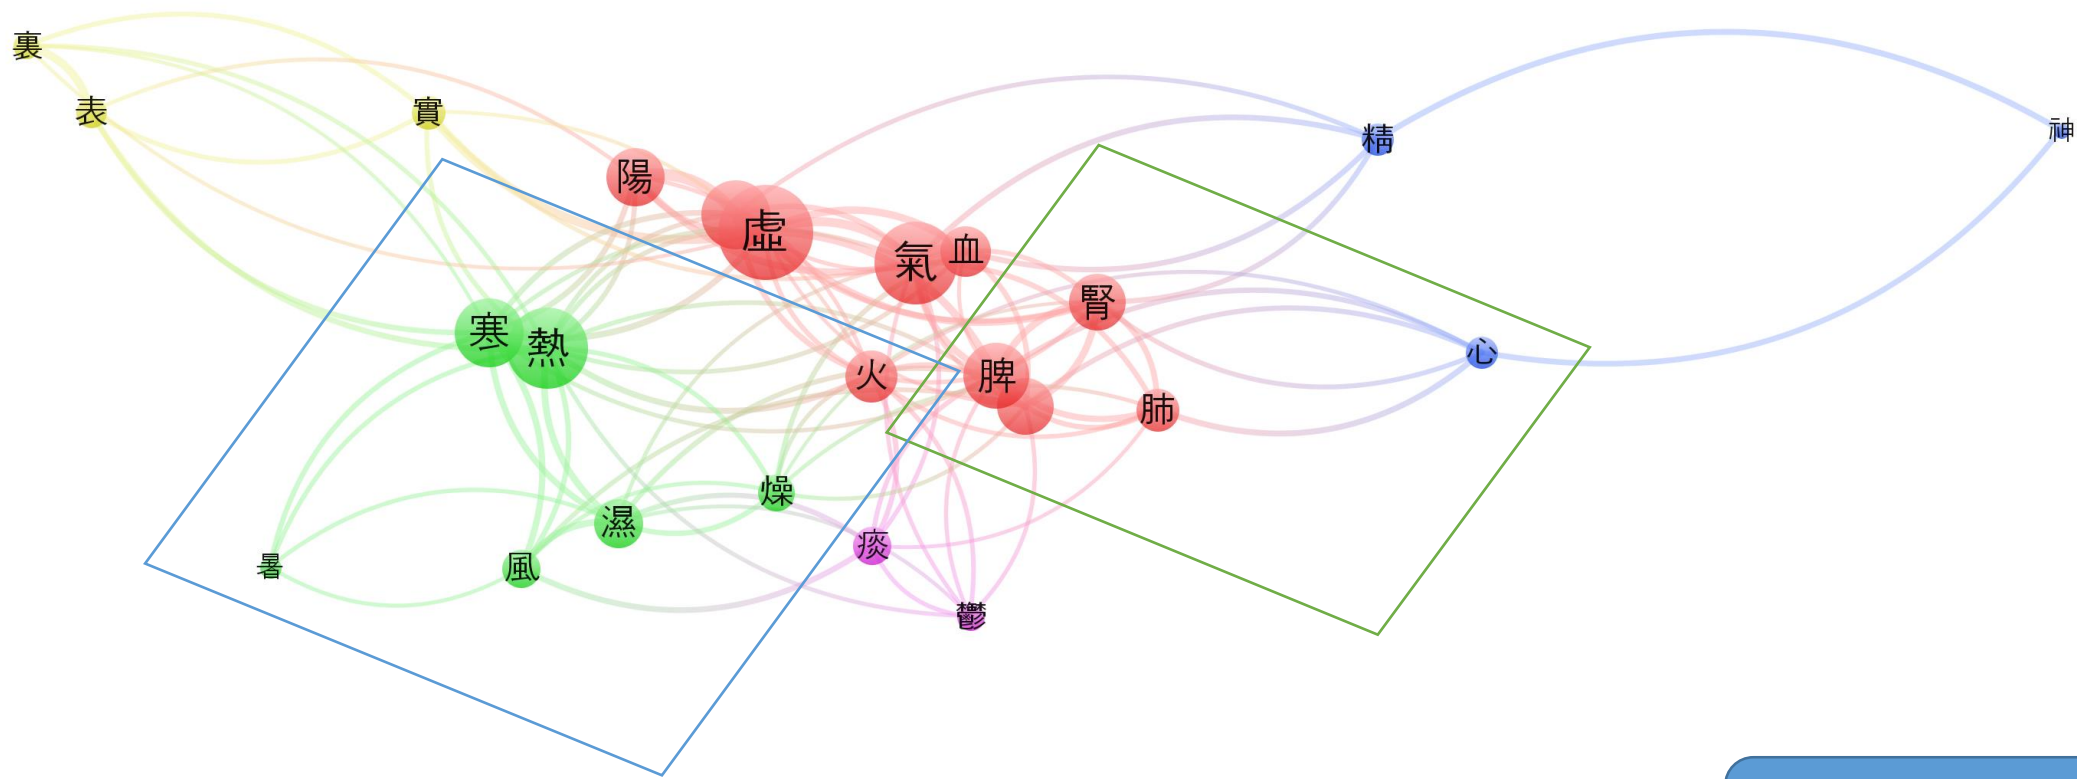 裏
表
實
陽
虛
氣
血
精
神
腎
寒
熱
火
脾
心
肺
燥
濕
痰
暑
風
鬱